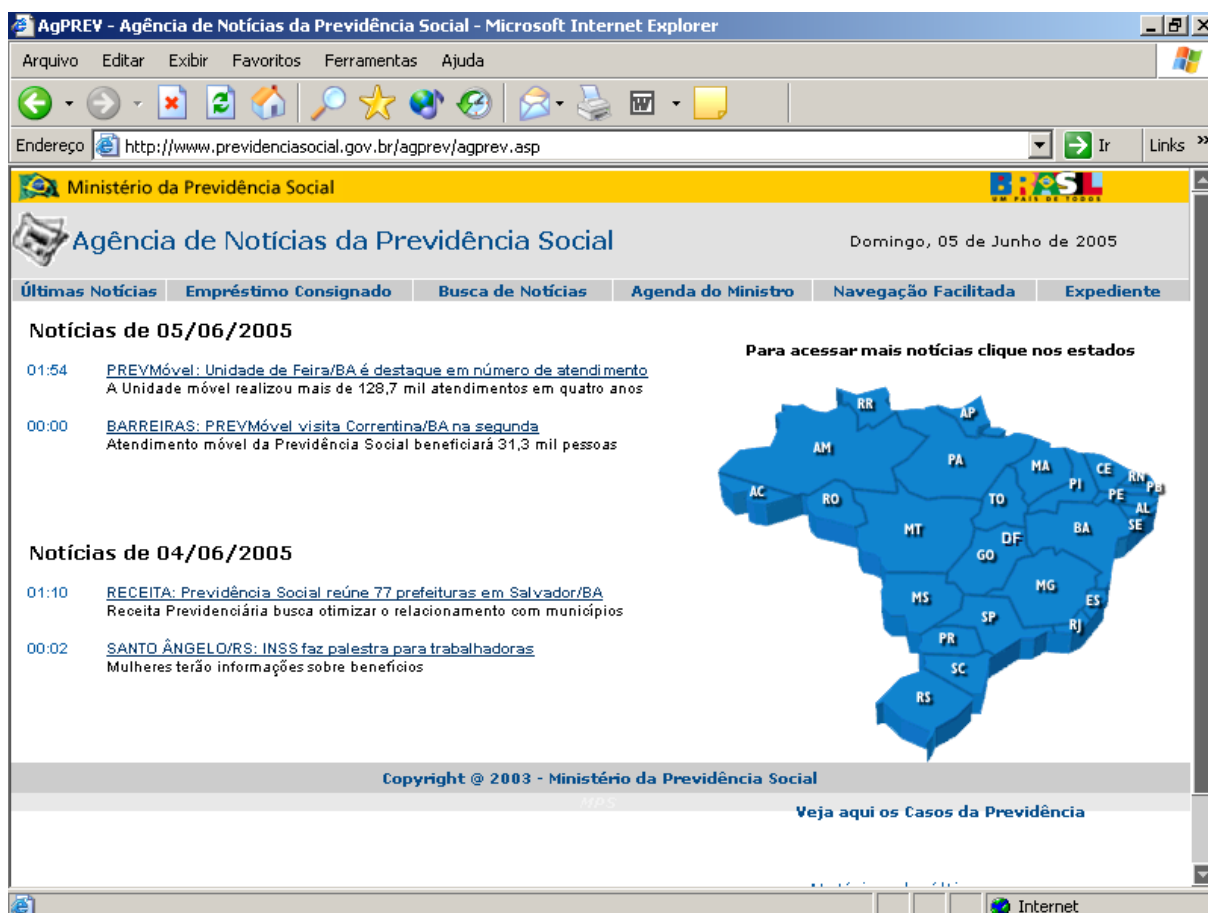 AgPREV - Agência de Notícias da Previdência Social - Microsoft Internet Explorer
Arquivo Editar Exibir Favoritos Ferramentas Ajuda
Endereço http://www.previdenciasocial.gov.br/agprev/agprev.asp Ir Links »
Ministério da Previdência Social BRASIL
UM PAÍS DE TODOS
Agência de Notícias da Previdência Social Domingo, 05 de Junho de 2005
Últimas Notícias Empréstimo Consignado Busca de Notícias Agenda do Ministro Navegação Facilitada Expediente
Notícias de 05/06/2005
01:54 PREVMóvel: Unidade de Feira/BA é destaque em número de atendimento
A Unidade móvel realizou mais de 128,7 mil atendimentos em quatro anos
00:00 BARREIRAS: PREVMóvel visita Correntina/BA na segunda
Atendimento móvel da Previdência Social beneficiará 31,3 mil pessoas
Notícias de 04/06/2005
01:10 RECEITA: Previdência Social reúne 77 prefeituras em Salvador/BA
Receita Previdenciária busca otimizar o relacionamento com municípios
00:02 SANTO ÂNGELO/RS: INSS faz palestra para trabalhadoras
Mulheres terão informações sobre benefícios
Para acessar mais notícias clique nos estados
RR AP
AM PA MA CE RN
PI PB
AC RO TO PE
AL
MT BA SE
DF
GO
MG
MS ES
SP
RJ
PR
SC
RS
Copyright @ 2003 - Ministério da Previdência Social
MPS
Veja aqui os Casos da Previdência
Internet